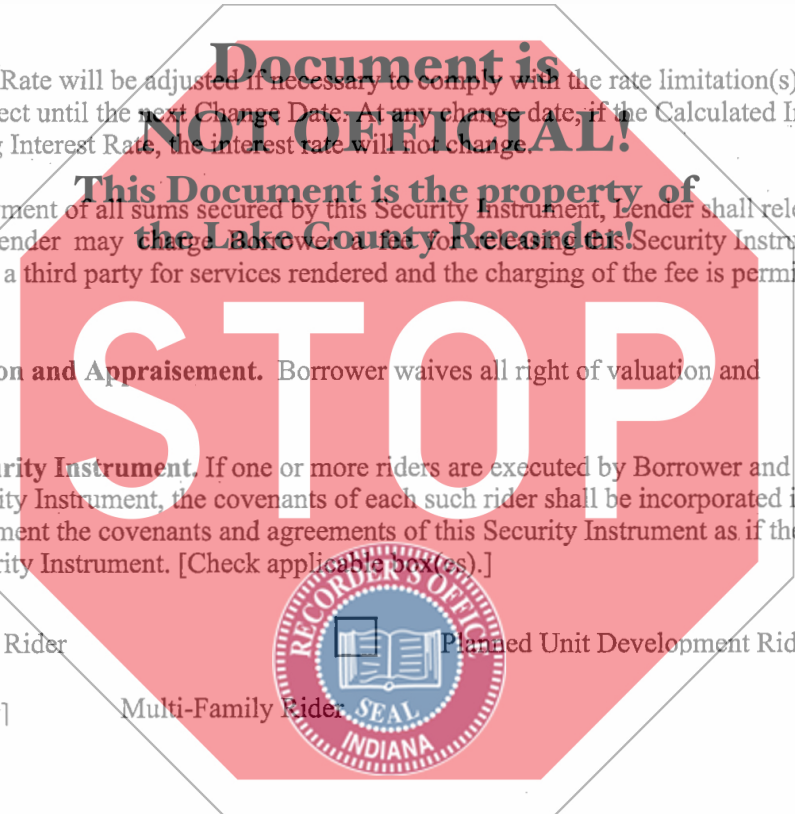 Document is
Rate will be adjusted if necessary to comply with the rate limitation(s)
ect until the next Change Date. At any change date, if the Calculated In
NOT OFFICIAL!
g Interest Rate, the interest rate will not change.
This Document is the property of
yment of all sums secured by this Security Instrument, Lender shall rele
the Lake County Recorder!
ender may charge Borrower a fee for releasing this Security Instru
a third party for services rendered and the charging of the fee is permi
STOP
on and Appraisement. Borrower waives all right of valuation and
urity Instrument. If one or more riders are executed by Borrower and
ity Instrument, the covenants of each such rider shall be incorporated i
ment the covenants and agreements of this Security Instrument as if the
rity Instrument. [Check applicable box(es).]
RECORDER'S OFFICE
Rider Planned Unit Development Rid
] Multi-Family Rider
SEAL
INDIANA